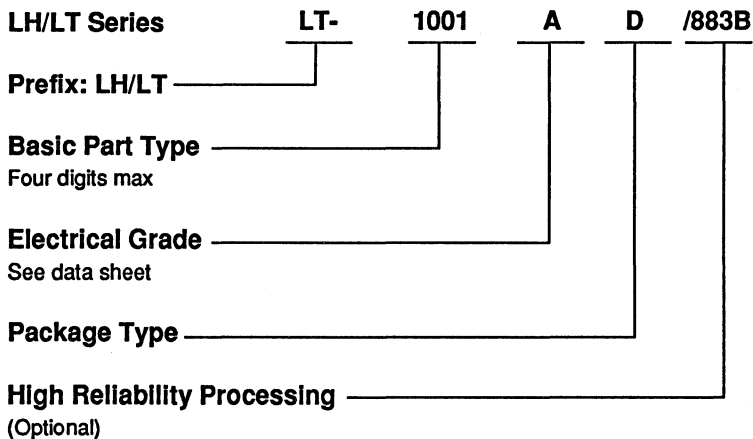 LH/LT Series LT- 1001 A D /883B
Prefix: LH/LT
Basic Part Type
Four digits max
Electrical Grade
See data sheet
Package Type
High Reliability Processing
(Optional)